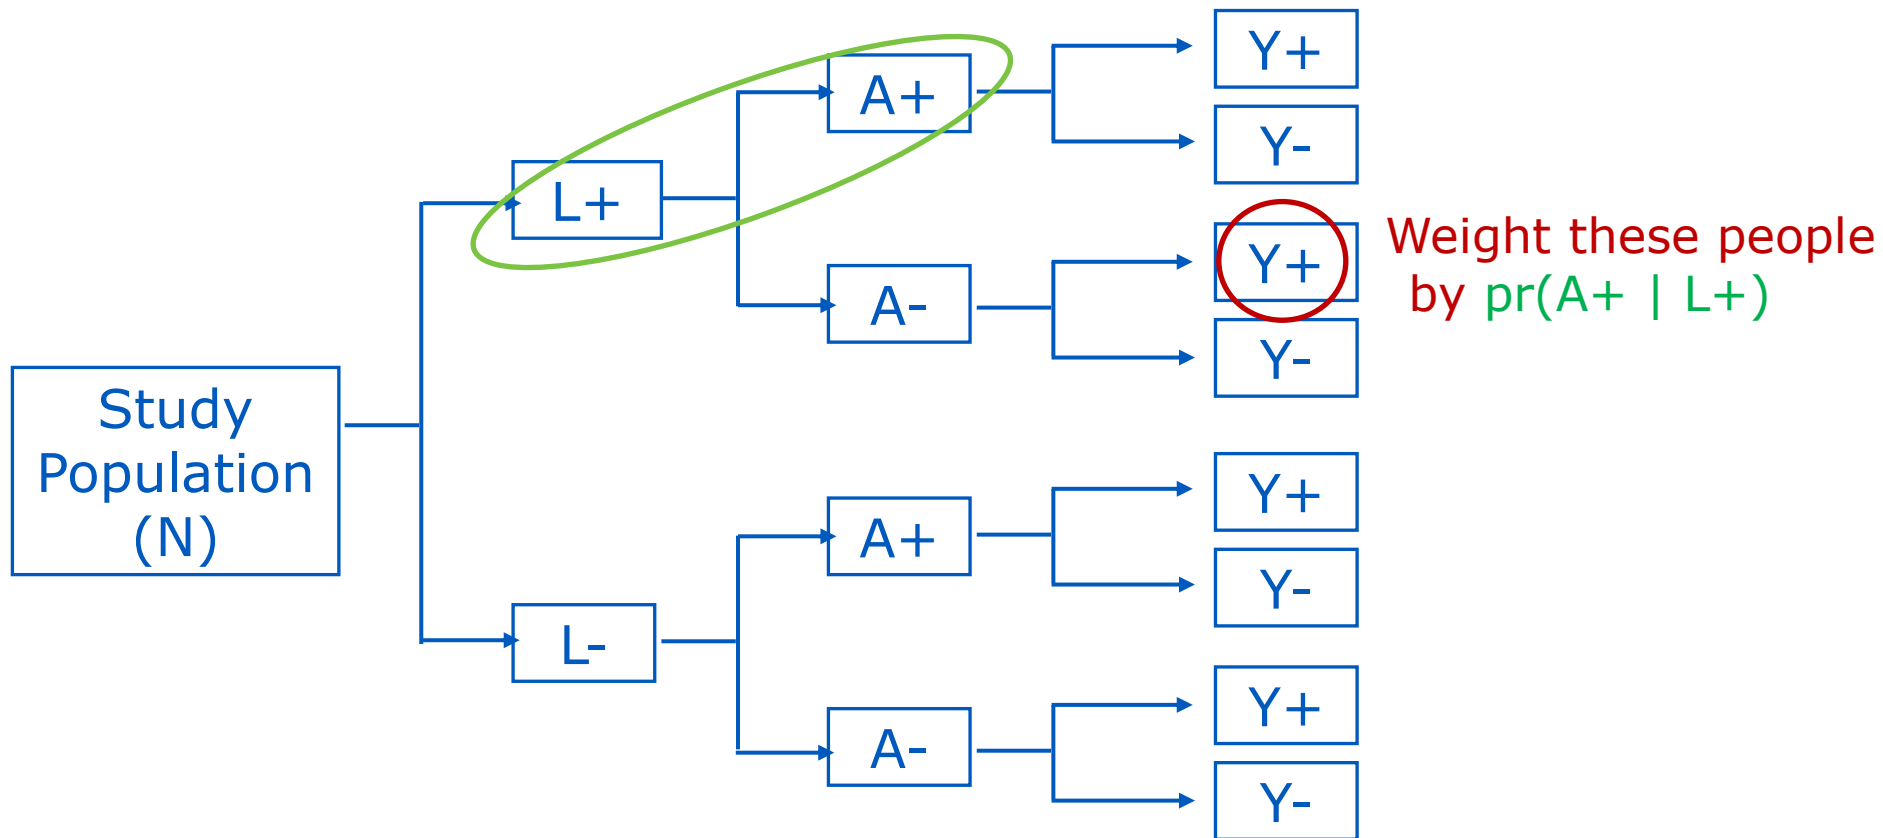 Study
Population
(N)
L+
L-
A+
A-
A+
A-
Y+
Y-
Y+
Y-
Y+
Y-
Y+
Y-
Weight these people
by pr(A+ | L+)